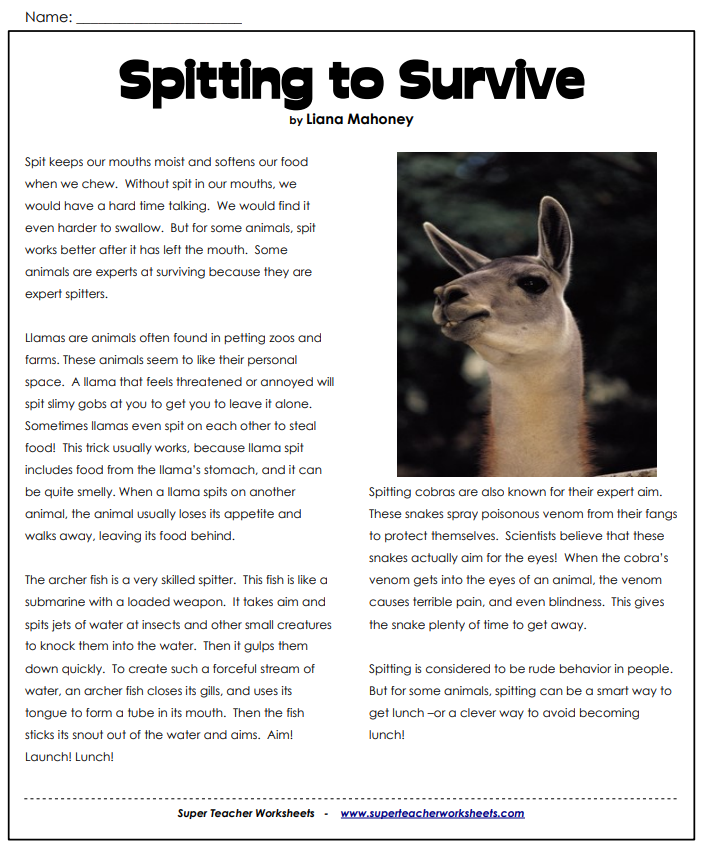 Name: ____________________
Spitting to Survive
by Liana Mahoney
Spit keeps our mouths moist and softens our food
when we chew.  Without spit in our mouths, we
would have a hard time talking.  We would find it
even harder to swallow.  But for some animals, spit
works better after it has left the mouth.  Some
animals are experts at surviving because they are
expert spitters.
Llamas are animals often found in petting zoos and
farms. These animals seem to like their personal
space.  A llama that feels threatened or annoyed will
spit slimy gobs at you to get you to leave it alone.
Sometimes llamas even spit on each other to steal
food!  This trick usually works, because llama spit
includes food from the llama's stomach, and it can
be quite smelly. When a llama spits on another
animal, the animal usually loses its appetite and
walks away, leaving its food behind.
The archer fish is a very skilled spitter.  This fish is like a
submarine with a loaded weapon.  It takes aim and
spits jets of water at insects and other small creatures
to knock them into the water.  Then it gulps them
down quickly.  To create such a forceful stream of
water, an archer fish closes its gills, and uses its
tongue to form a tube in its mouth.  Then the fish
sticks its snout out of the water and aims.  Aim!
Launch! Lunch!
Spitting cobras are also known for their expert aim.
These snakes spray poisonous venom from their fangs
to protect themselves.  Scientists believe that these
snakes actually aim for the eyes!  When the cobra's
venom gets into the eyes of an animal, the venom
causes terrible pain, and even blindness.  This gives
the snake plenty of time to get away.
Spitting is considered to be rude behavior in people.
But for some animals, spitting can be a smart way to
get lunch –or a clever way to avoid becoming
lunch!
Super Teacher Worksheets   -   www.superteacherworksheets.com